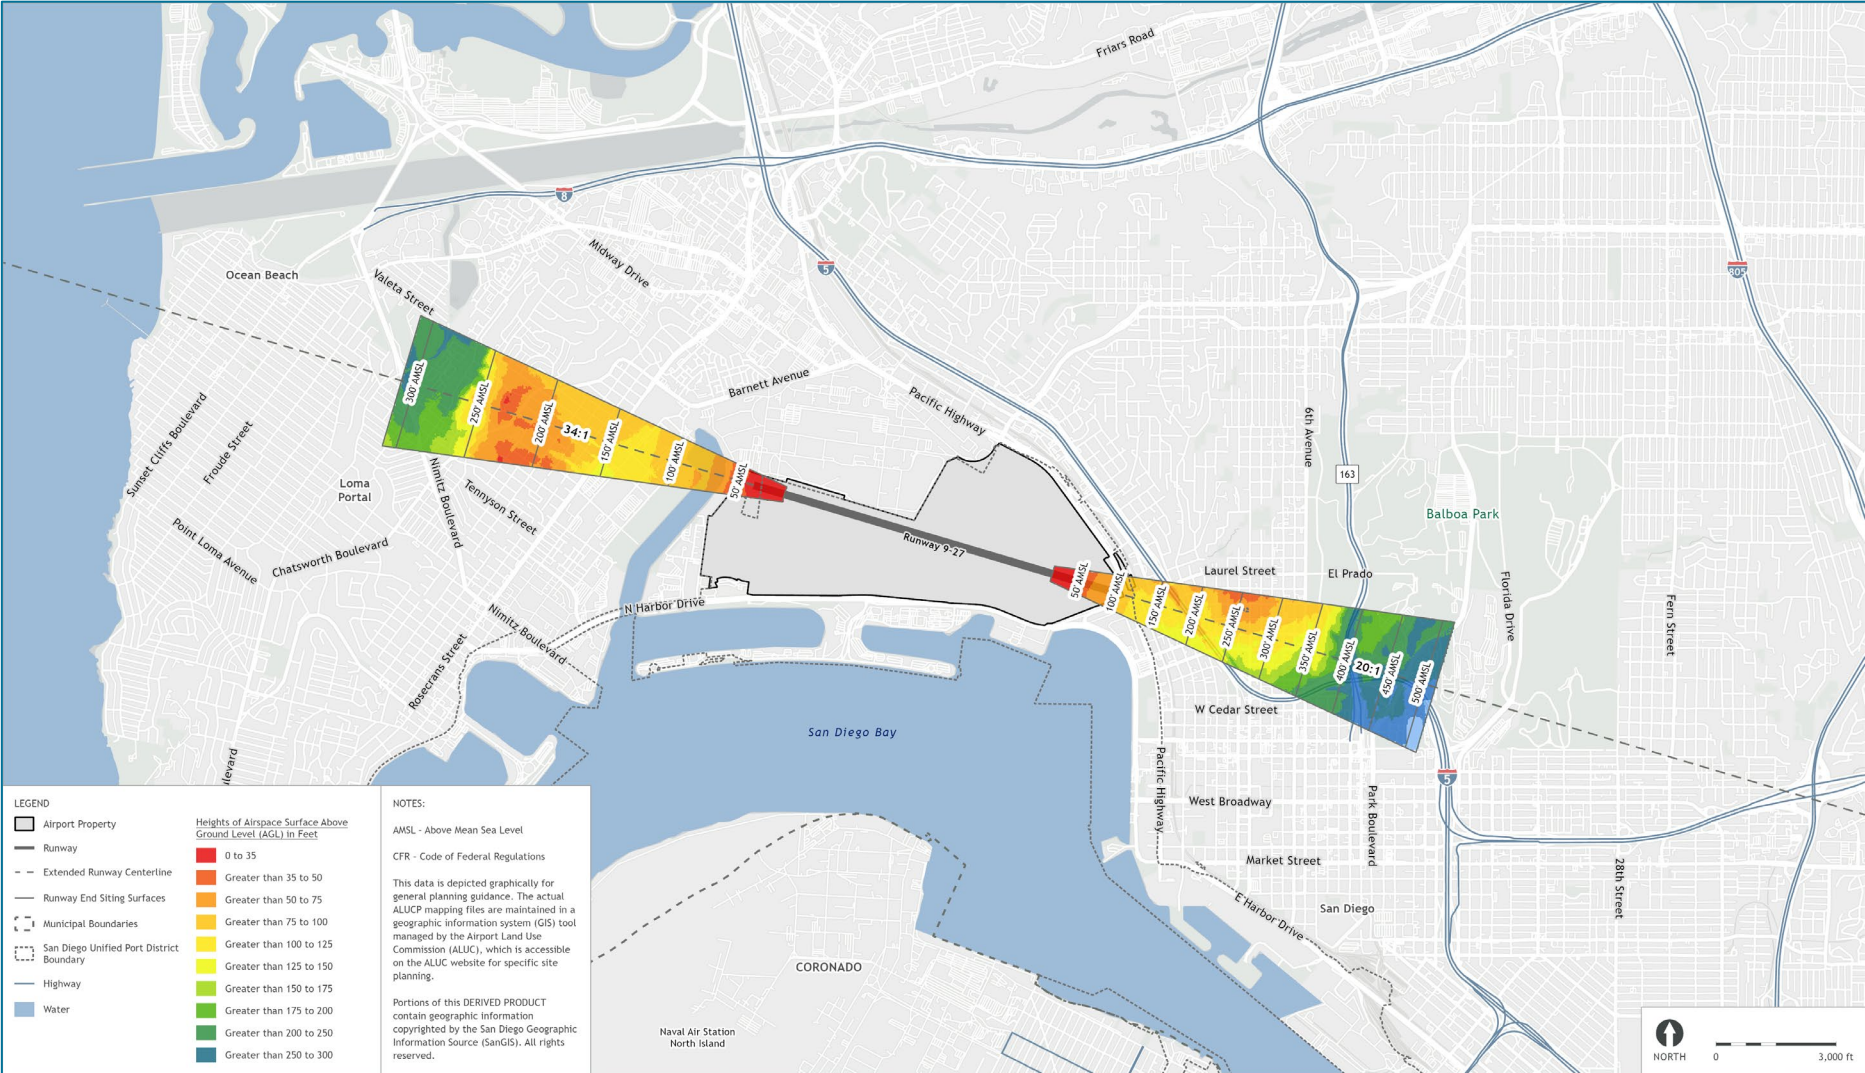 Friars Road
8
Midway Drive
5
805
Ocean Beach
Valeta Street
300' AMSL
250' AMSL
200' AMSL
34:1
150' AMSL
100' AMSL
50' AMSL
Barnett Avenue
Pacific Highway
6th Avenue
163
Balboa Park
Sunset Cliffs Boulevard
Froude Street
Loma
Portal
Nimitz Boulevard
Tennyson Street
Point Loma Avenue
Chatsworth Boulevard
Runway 9-27
50' AMSL
100' AMSL
150' AMSL
200' AMSL
250' AMSL
300' AMSL
350' AMSL
400' AMSL
20:1
450' AMSL
500' AMSL
Laurel Street
El Prado
Florida Drive
Fern Street
N Harbor Drive
Nimitz Boulevard
Rosecrans Street
W Cedar Street
San Diego Bay
Pacific Highway
5
West Broadway
Park Boulevard
Market Street
28th Street
E Harbor Drive
San Diego
CORONADO
Naval Air Station
North Island
levard
LEGEND
Airport Property
Runway
Extended Runway Centerline
Runway End Siting Surfaces
Municipal Boundaries
San Diego Unified Port District
Boundary
Highway
Water
Heights of Airspace Surface Above
Ground Level (AGL) in Feet
0 to 35
Greater than 35 to 50
Greater than 50 to 75
Greater than 75 to 100
Greater than 100 to 125
Greater than 125 to 150
Greater than 150 to 175
Greater than 175 to 200
Greater than 200 to 250
Greater than 250 to 300
NOTES:
AMSL - Above Mean Sea Level
CFR - Code of Federal Regulations
This data is depicted graphically for
general planning guidance. The actual
ALUCP mapping files are maintained in a
geographic information system (GIS) tool
managed by the Airport Land Use
Commission (ALUC), which is accessible
on the ALUC website for specific site
planning.
Portions of this DERIVED PRODUCT
contain geographic information
copyrighted by the San Diego Geographic
Information Source (SanGIS). All rights
reserved.
NORTH
0
3,000 ft